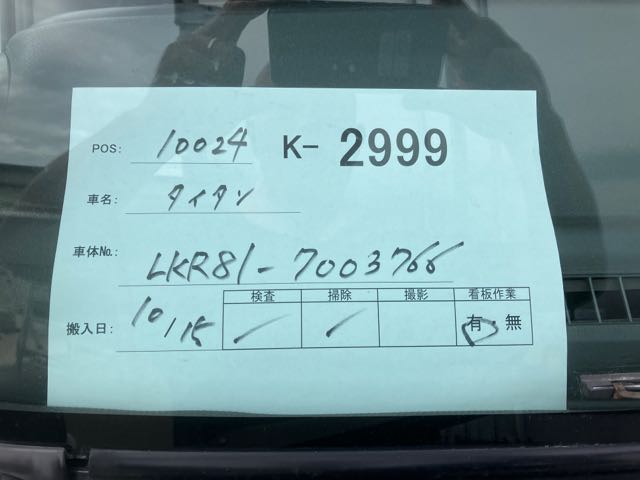 POS: 10024 K- 2999
車名: タイタン
車体No.: LKR81-7003766
検査 掃除 撮影 看板作業
搬入日: 10/15 有・無